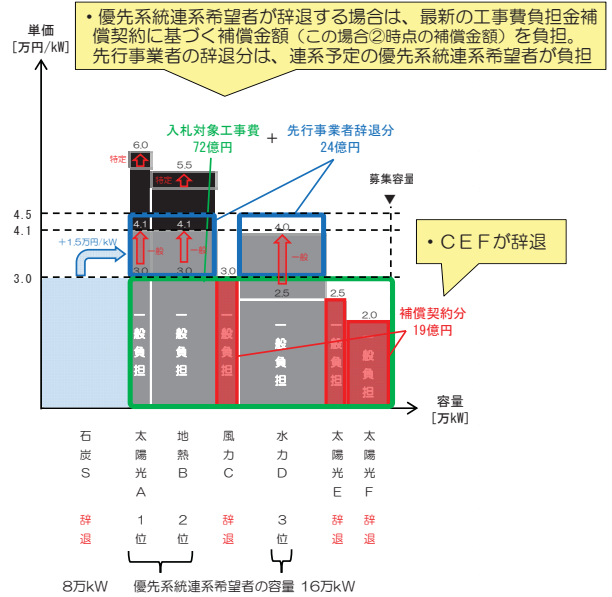 ・優先系統連系希望者が辞退する場合は、最新の工事費負担金補
償契約に基づく補償金額（この場合②時点の補償金額）を負担。
先行事業者の辞退分は、連系予定の優先系統連系希望者が負担
単価
[万円/kW]
入札対象工事費
72億円
+
先行事業者辞退分
24億円
6.0
特定
5.5
特定
募集容量
4.5
4.1
4.1
4.1
4.0
＋1.5万円/kW
一般
一般
一般
・ＣＥＦが辞退
3.0
3.0
3.0
3.0
2.5
2.5
2.0
補償契約分
19億円
一般負担
一般負担
一般負担
一般負担
一般負担
一般負担
容量
[万kW]
石炭S
太陽光A
地熱B
風力C
水力D
太陽光E
太陽光F
辞退
1位
2位
辞退
3位
辞退
辞退
8万kW
優先系統連系希望者の容量 16万kW